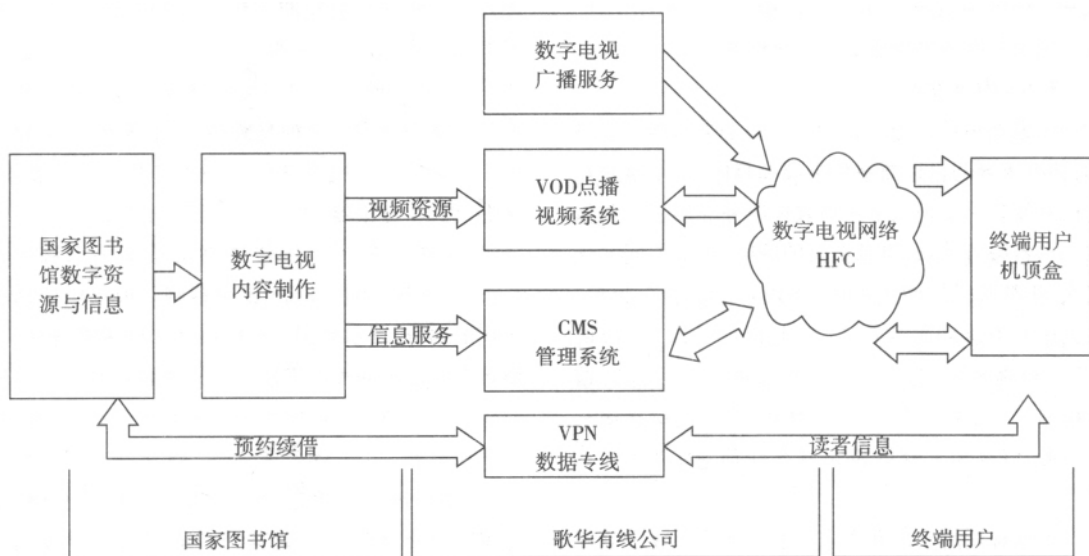 数字电视
广播服务
国家图书
馆数字资
源与信息
数字电视
内容制作
视频资源
信息服务
VOD点播
视频系统
CMS
管理系统
数字电视网络
HFC
终端用户
机顶盒
预约续借
VPN
数据专线
读者信息
国家图书馆
歌华有线公司
终端用户